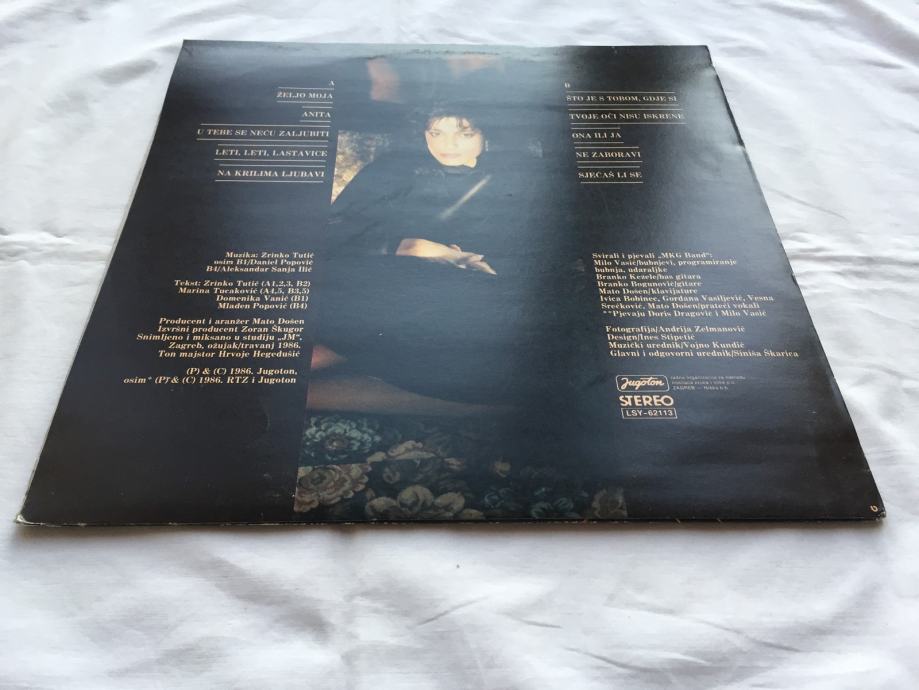 A
ŽELJO MOJA
ANITA
U TEBE SE NEĆU ZALJUBITI
LETI, LETI, LASTAVICE
NA KRILIMA LJUBAVI
Muzika: Zrinko Tutić
osim B1/Daniel Popović
B4/Aleksandar Sanja Ilić
Tekst: Zrinko Tutić (A1,2,3, B2)
Marina Tucaković (A4,5, B3,5)
Domenika Vanić (B1)
Mladen Popović (B4)
Producent i aranžer Mato Došen
Izvršni producent Zoran Škugor
Snimljeno i miksano u studiju „JM“,
Zagreb, ožujak/travanj 1986.
Ton majstor Hrvoje Hegedušić
(P) & (C) 1986. Jugoton,
osim* (P) & (C) 1986. RTZ i Jugoton
B
ŠTO JE S TOBOM, GDJE SI
TVOJE OČI NISU ISKRENE
ONA ILI JA
NE ZABORAVI
SJEĆAŠ LI SE
Svirali i pjevali „MKG Band“:
Milo Vasić/bubnjevi, programiranje
bubnja, udaraljke
Branko Kezele/bas gitara
Branko Bogunović/gitare
Mato Došen/klavijature
Ivica Bobinec, Gordana Vasiljević, Vesna
Srećković, Mato Došen/prateći vokali
**Pjevaju Doris Dragović i Milo Vasić
Fotografija/Andrija Zelmanović
Design/Ines Stipetić
Muzički urednik/Vojno Kundić
Glavni i odgovorni urednik/Siniša Škarica
Jugoton
STEREO
LSY-62113